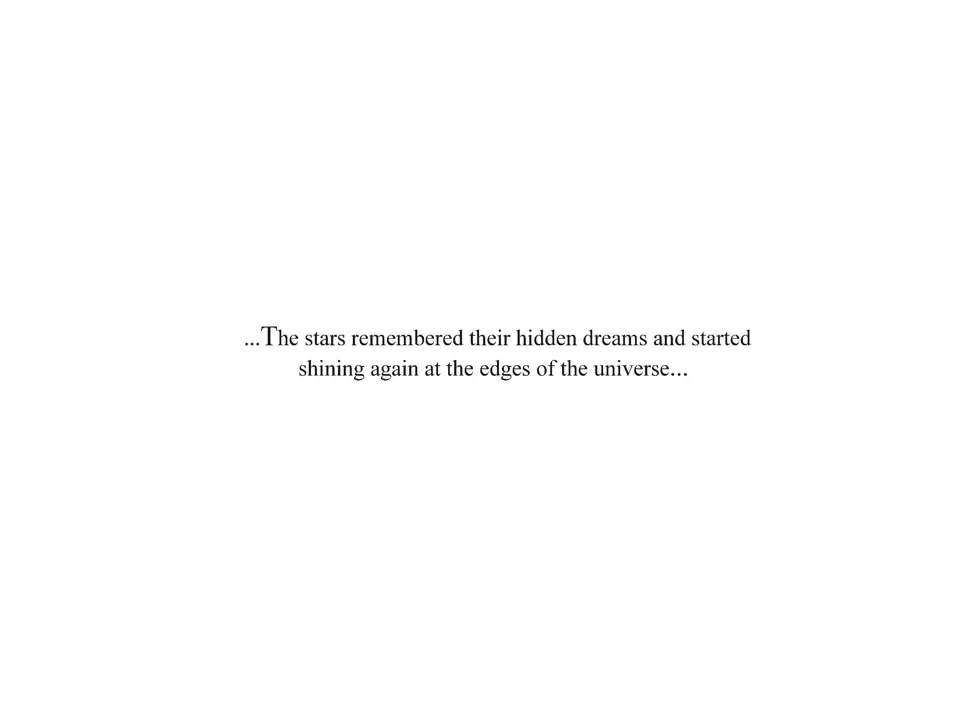 ...The stars remembered their hidden dreams and started
shining again at the edges of the universe...